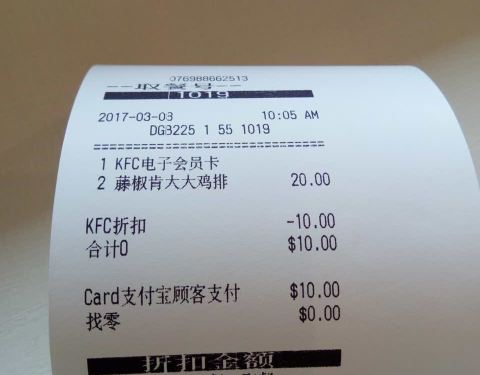 076988662513
--取餐号--
1019
2017-03-03 10:05 AM
DGB225 1 55 1019
==============================
1 KFC电子会员卡
2 藤椒肯大大鸡排 20.00
KFC折扣 -10.00
合计0 $10.00
Card支付宝顾客支付 $10.00
找零 $0.00
折扣金额